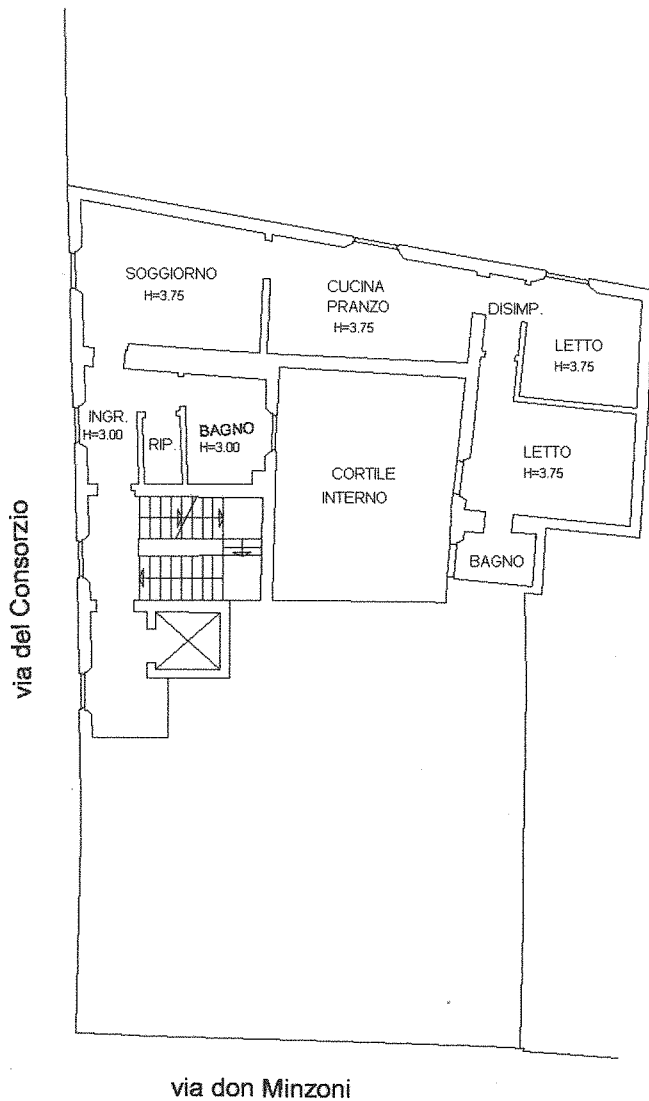 SOGGIORNO
H=3.75
CUCINA
PRANZO
H=3.75
DISIMP.
LETTO
H=3.75
INGR.
H=3.00
RIP.
BAGNO
H=3.00
CORTILE
INTERNO
LETTO
H=3.75
BAGNO
via del Consorzio
via don Minzoni